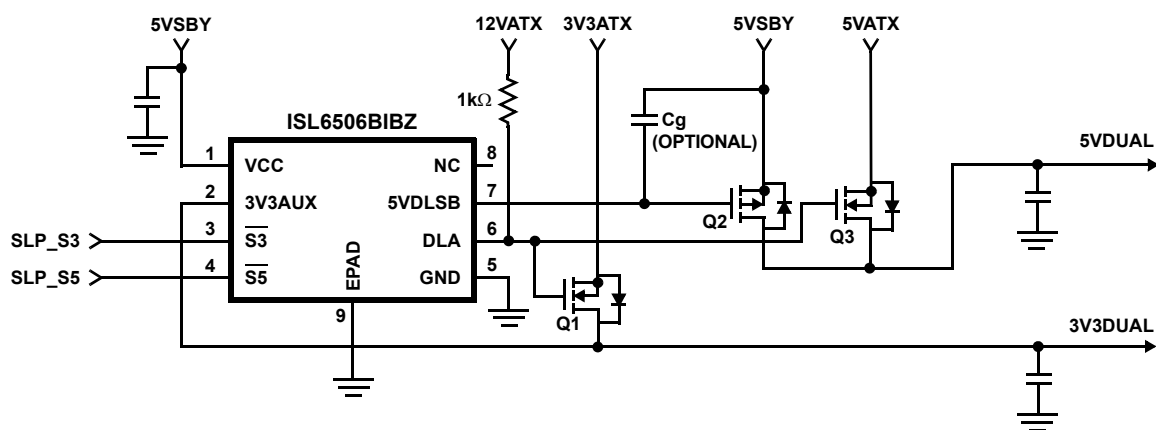 5VSBY
12VATX
3V3ATX
5VSBY
5VATX
1kΩ
Cg
(OPTIONAL)
ISL6506BIBZ
5VDUAL
1
VCC
NC
8
2
3V3AUX
5VDLSB
7
Q2
Q3
SLP_S3
3
S3
DLA
6
SLP_S5
4
S5
GND
5
EPAD
9
Q1
3V3DUAL